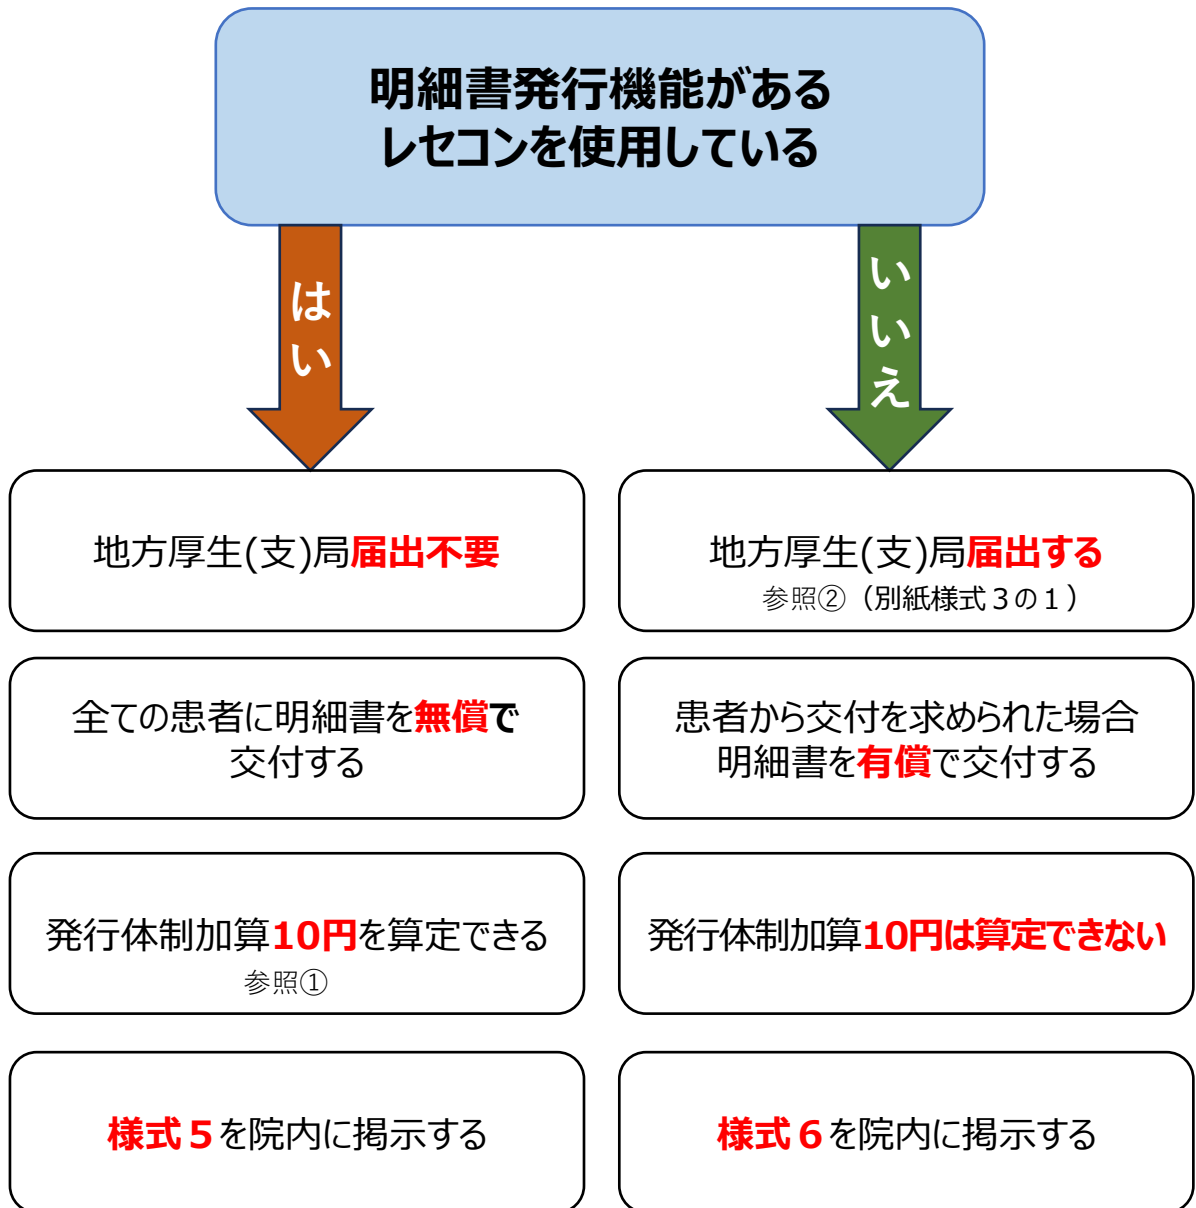 明細書発行機能がある
レセコンを使用している
はい
いいえ
地方厚生(支)局届出不要
地方厚生(支)局届出する
参照②（別紙様式３の１）
全ての患者に明細書を無償で
交付する
患者から交付を求められた場合
明細書を有償で交付する
発行体制加算10円を算定できる
参照①
発行体制加算10円は算定できない
様式５を院内に掲示する
様式６を院内に掲示する